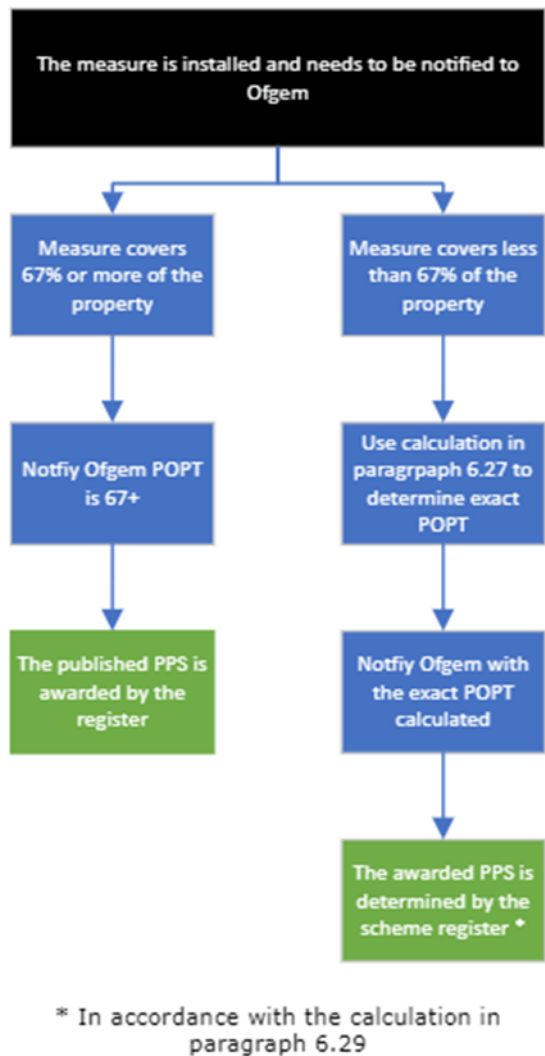 The measure is installed and needs to be notified to
Ofgem
Measure covers
67% or more of the
property
Measure covers less
than 67% of the
property
Notfiy Ofgem POPT
is 67+
Use calculation in
paragrpaph 6.27 to
determine exact
POPT
The published PPS is
awarded by the
register
Notfiy Ofgem with
the exact POPT
calculated
The awarded PPS is
determined by the
scheme register *
* In accordance with the calculation in
paragraph 6.29